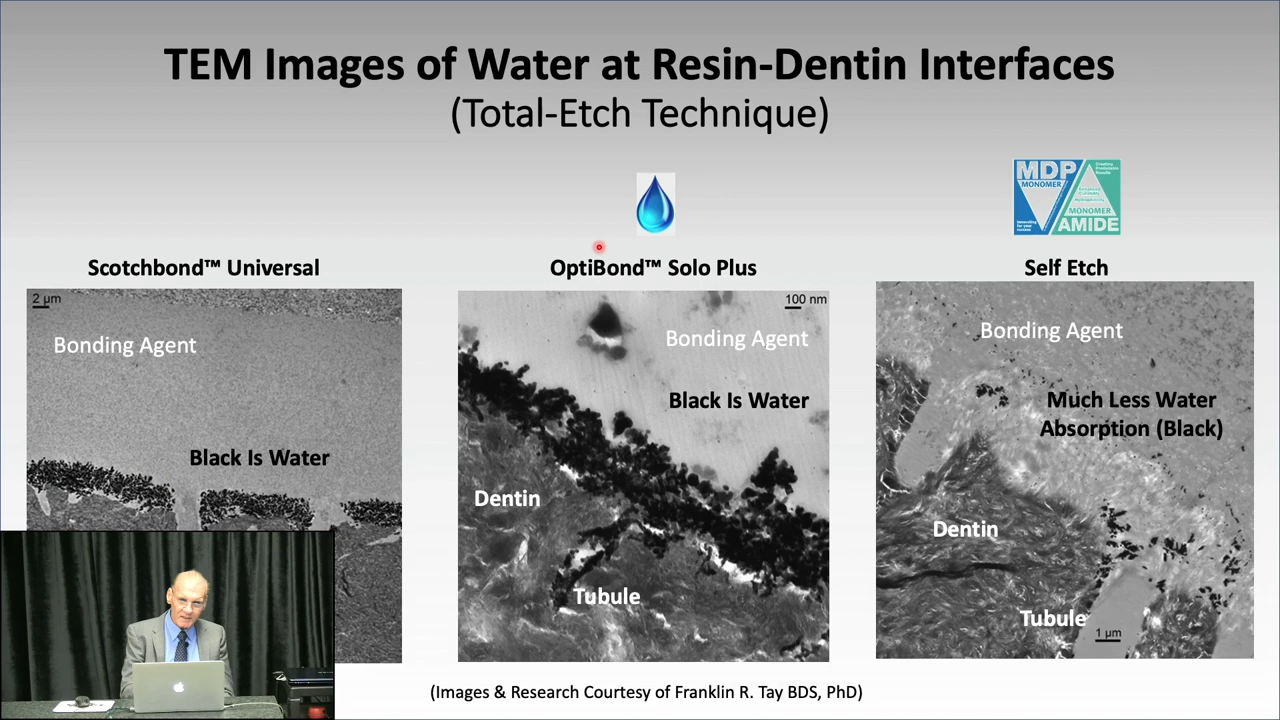 TEM Images of Water at Resin-Dentin Interfaces
(Total-Etch Technique)
MDP
MONOMER
MONOMER
AMIDE
Scotchbond™ Universal
OptiBond™ Solo Plus
Self Etch
2 µm
Bonding Agent
Black Is Water
100 nm
Bonding Agent
Black Is Water
Dentin
Tubule
Bonding Agent
Much Less Water
Absorption (Black)
Dentin
Tubule
1 µm
(Images & Research Courtesy of Franklin R. Tay BDS, PhD)